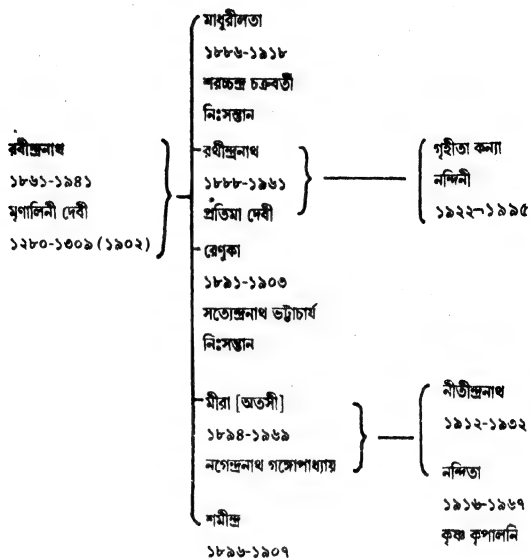 রবীন্দ্রনাথ
১৮৬১-১৯৪১
মৃণালিনী দেবী
১২৮০-১৩০৯ (১৯০২)
মাধুরীলতা
১৮৮৬-১৯১৮
শরচ্চন্দ্র চক্রবর্তী
নিঃসন্তান
রথীন্দ্রনাথ
১৮৮৮-১৯৬১
প্রতিমা দেবী
রেণুকা
১৮৯১-১৯০৩
সত্যেন্দ্রনাথ ভট্টাচার্য
নিঃসন্তান
মীরা [অতসী]
১৮৯৪-১৯৬৯
নগেন্দ্রনাথ গঙ্গোপাধ্যায়
শমীন্দ্র
১৮৯৬-১৯০৭
গৃহীতা কন্যা
নন্দিনী
১৯২২-১৯৯৫
নীতীন্দ্রনাথ
১৯১২-১৯৩২
নন্দিতা
১৯১৬-১৯৬৭
কৃষ্ণ কৃপালনি